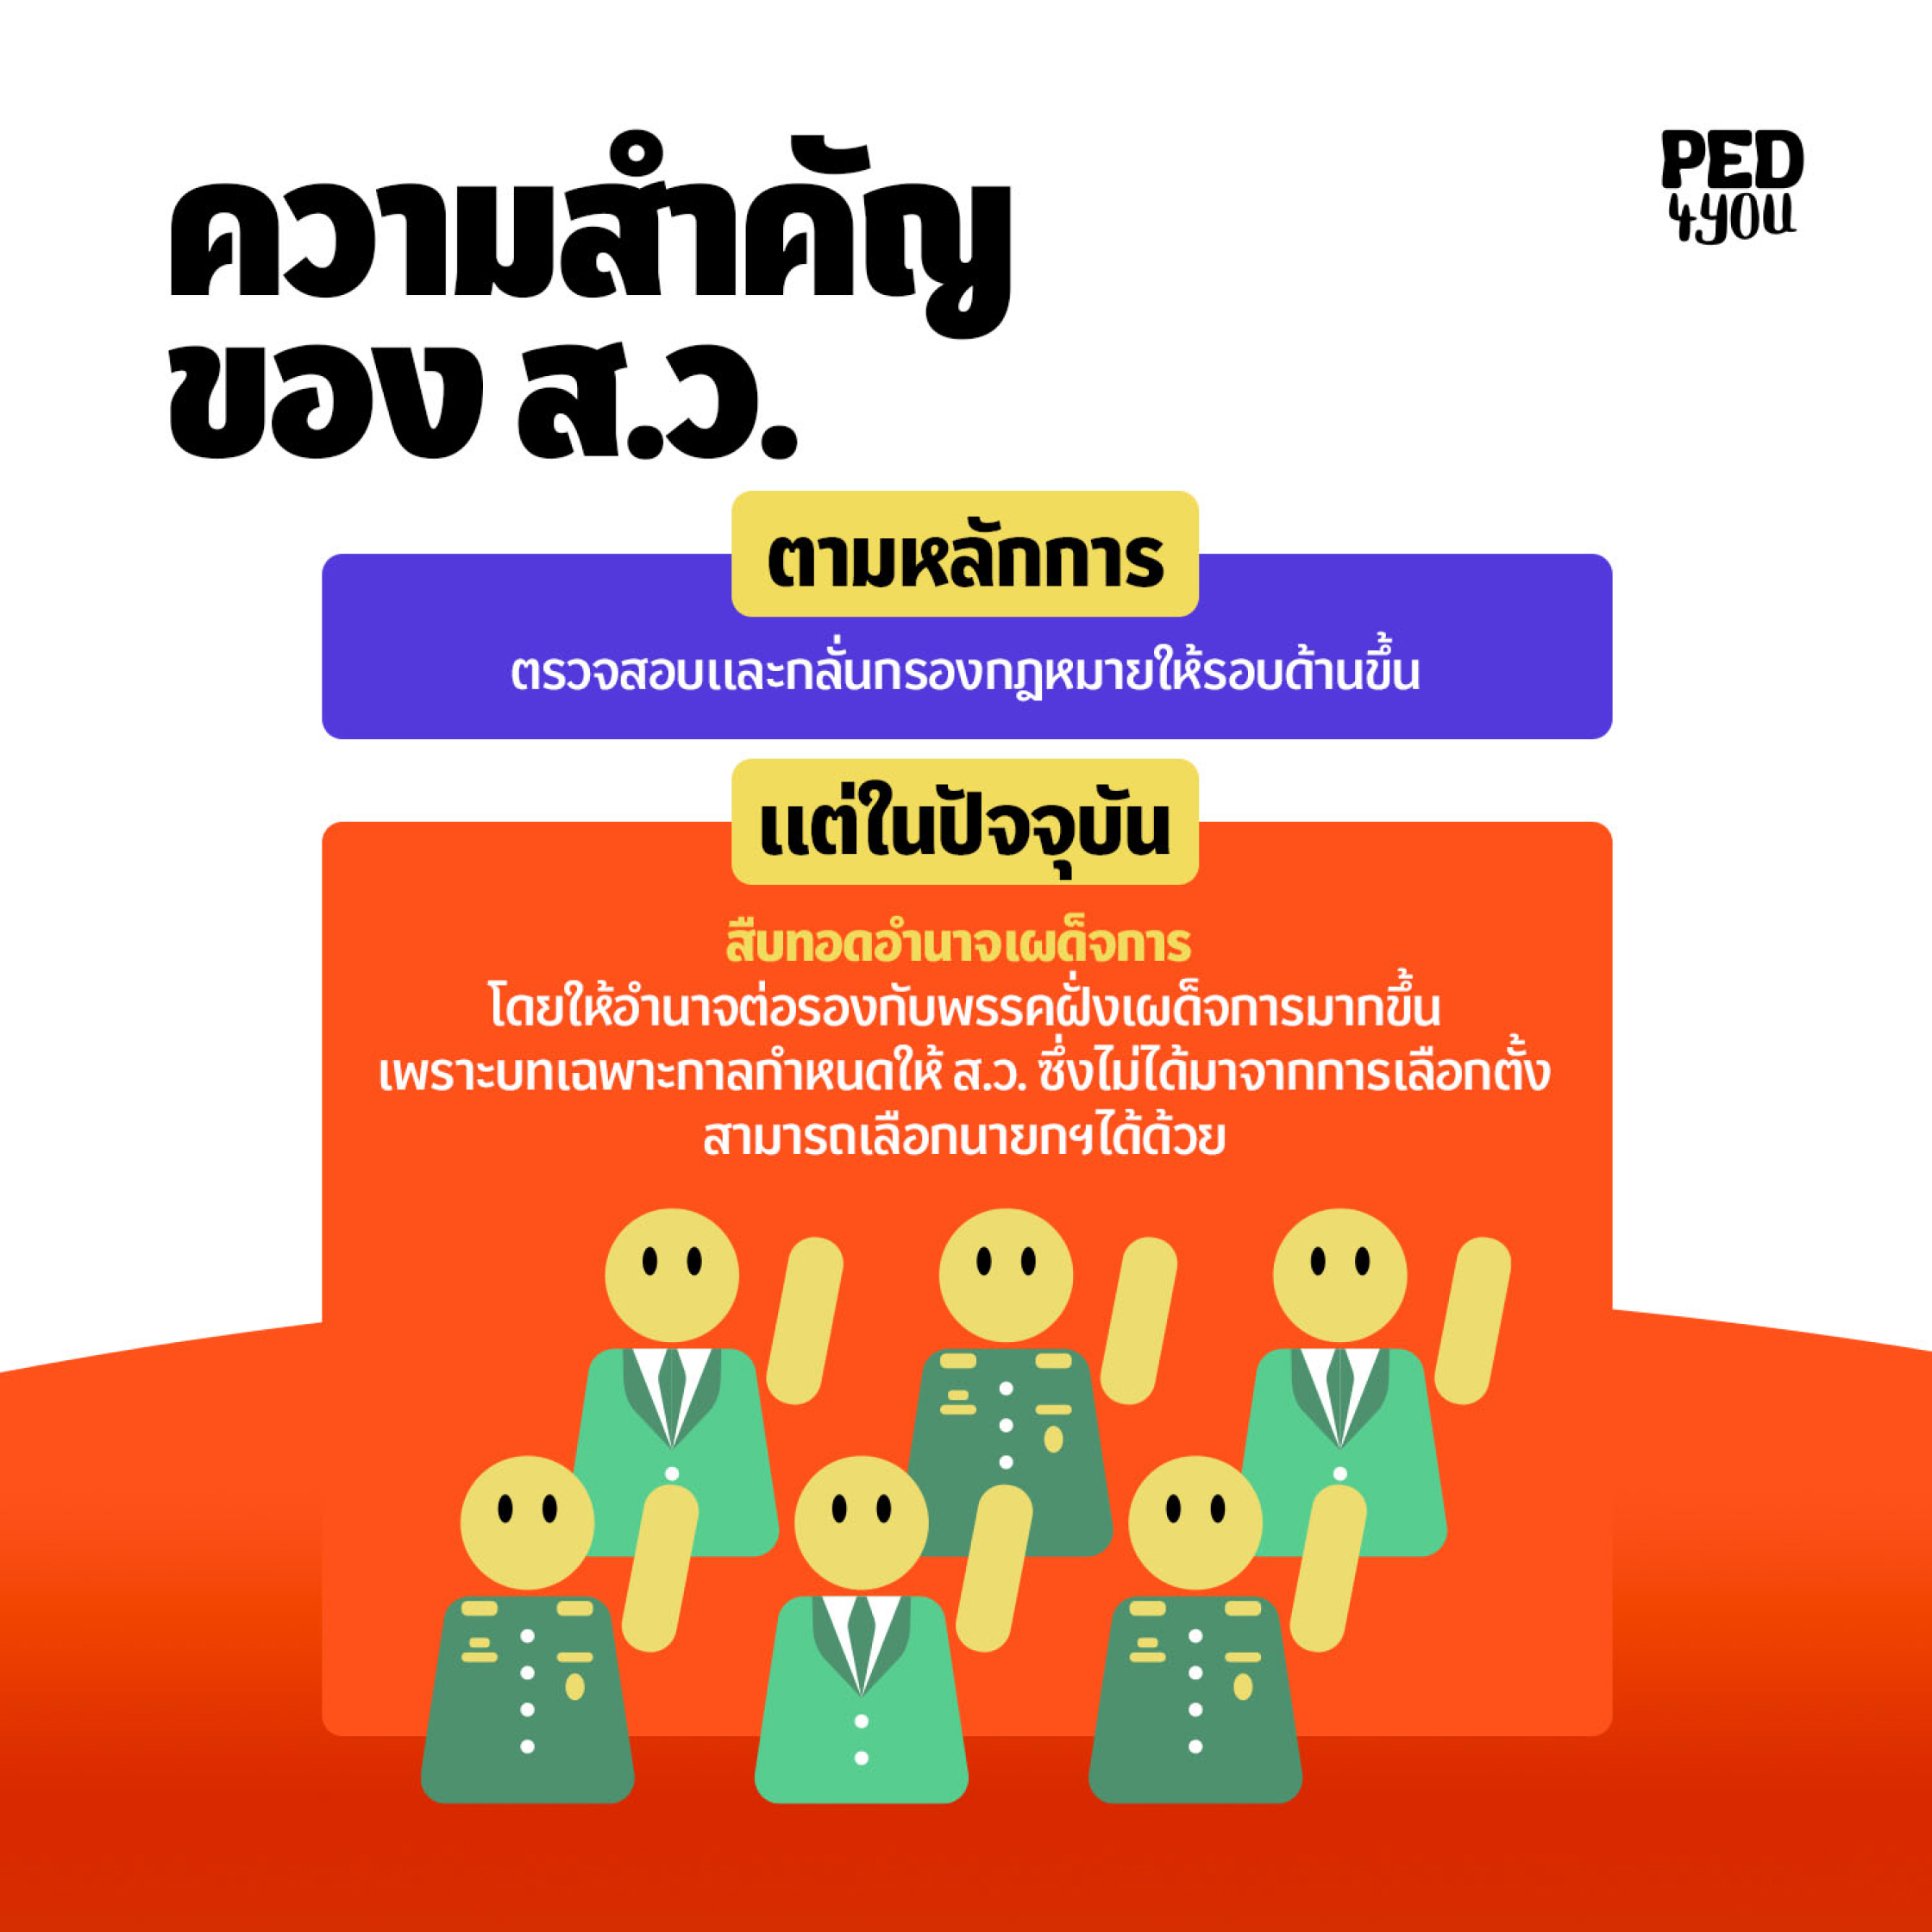 ความสำคัญ
ของ ส.ว.
PED
4YOU
ตามหลักการ
ตรวจสอบและกลั่นกรองกฎหมายให้รอบด้านขึ้น
แต่ในปัจจุบัน
สืบทอดอำนาจเผด็จการ
โดยให้อำนาจต่อรองกับพรรคฝั่งเผด็จการมากขึ้น
เพราะบทเฉพาะกาลกำหนดให้ ส.ว. ซึ่งไม่ได้มาจากการเลือกตั้ง
สามารถเลือกนายกฯได้ด้วย